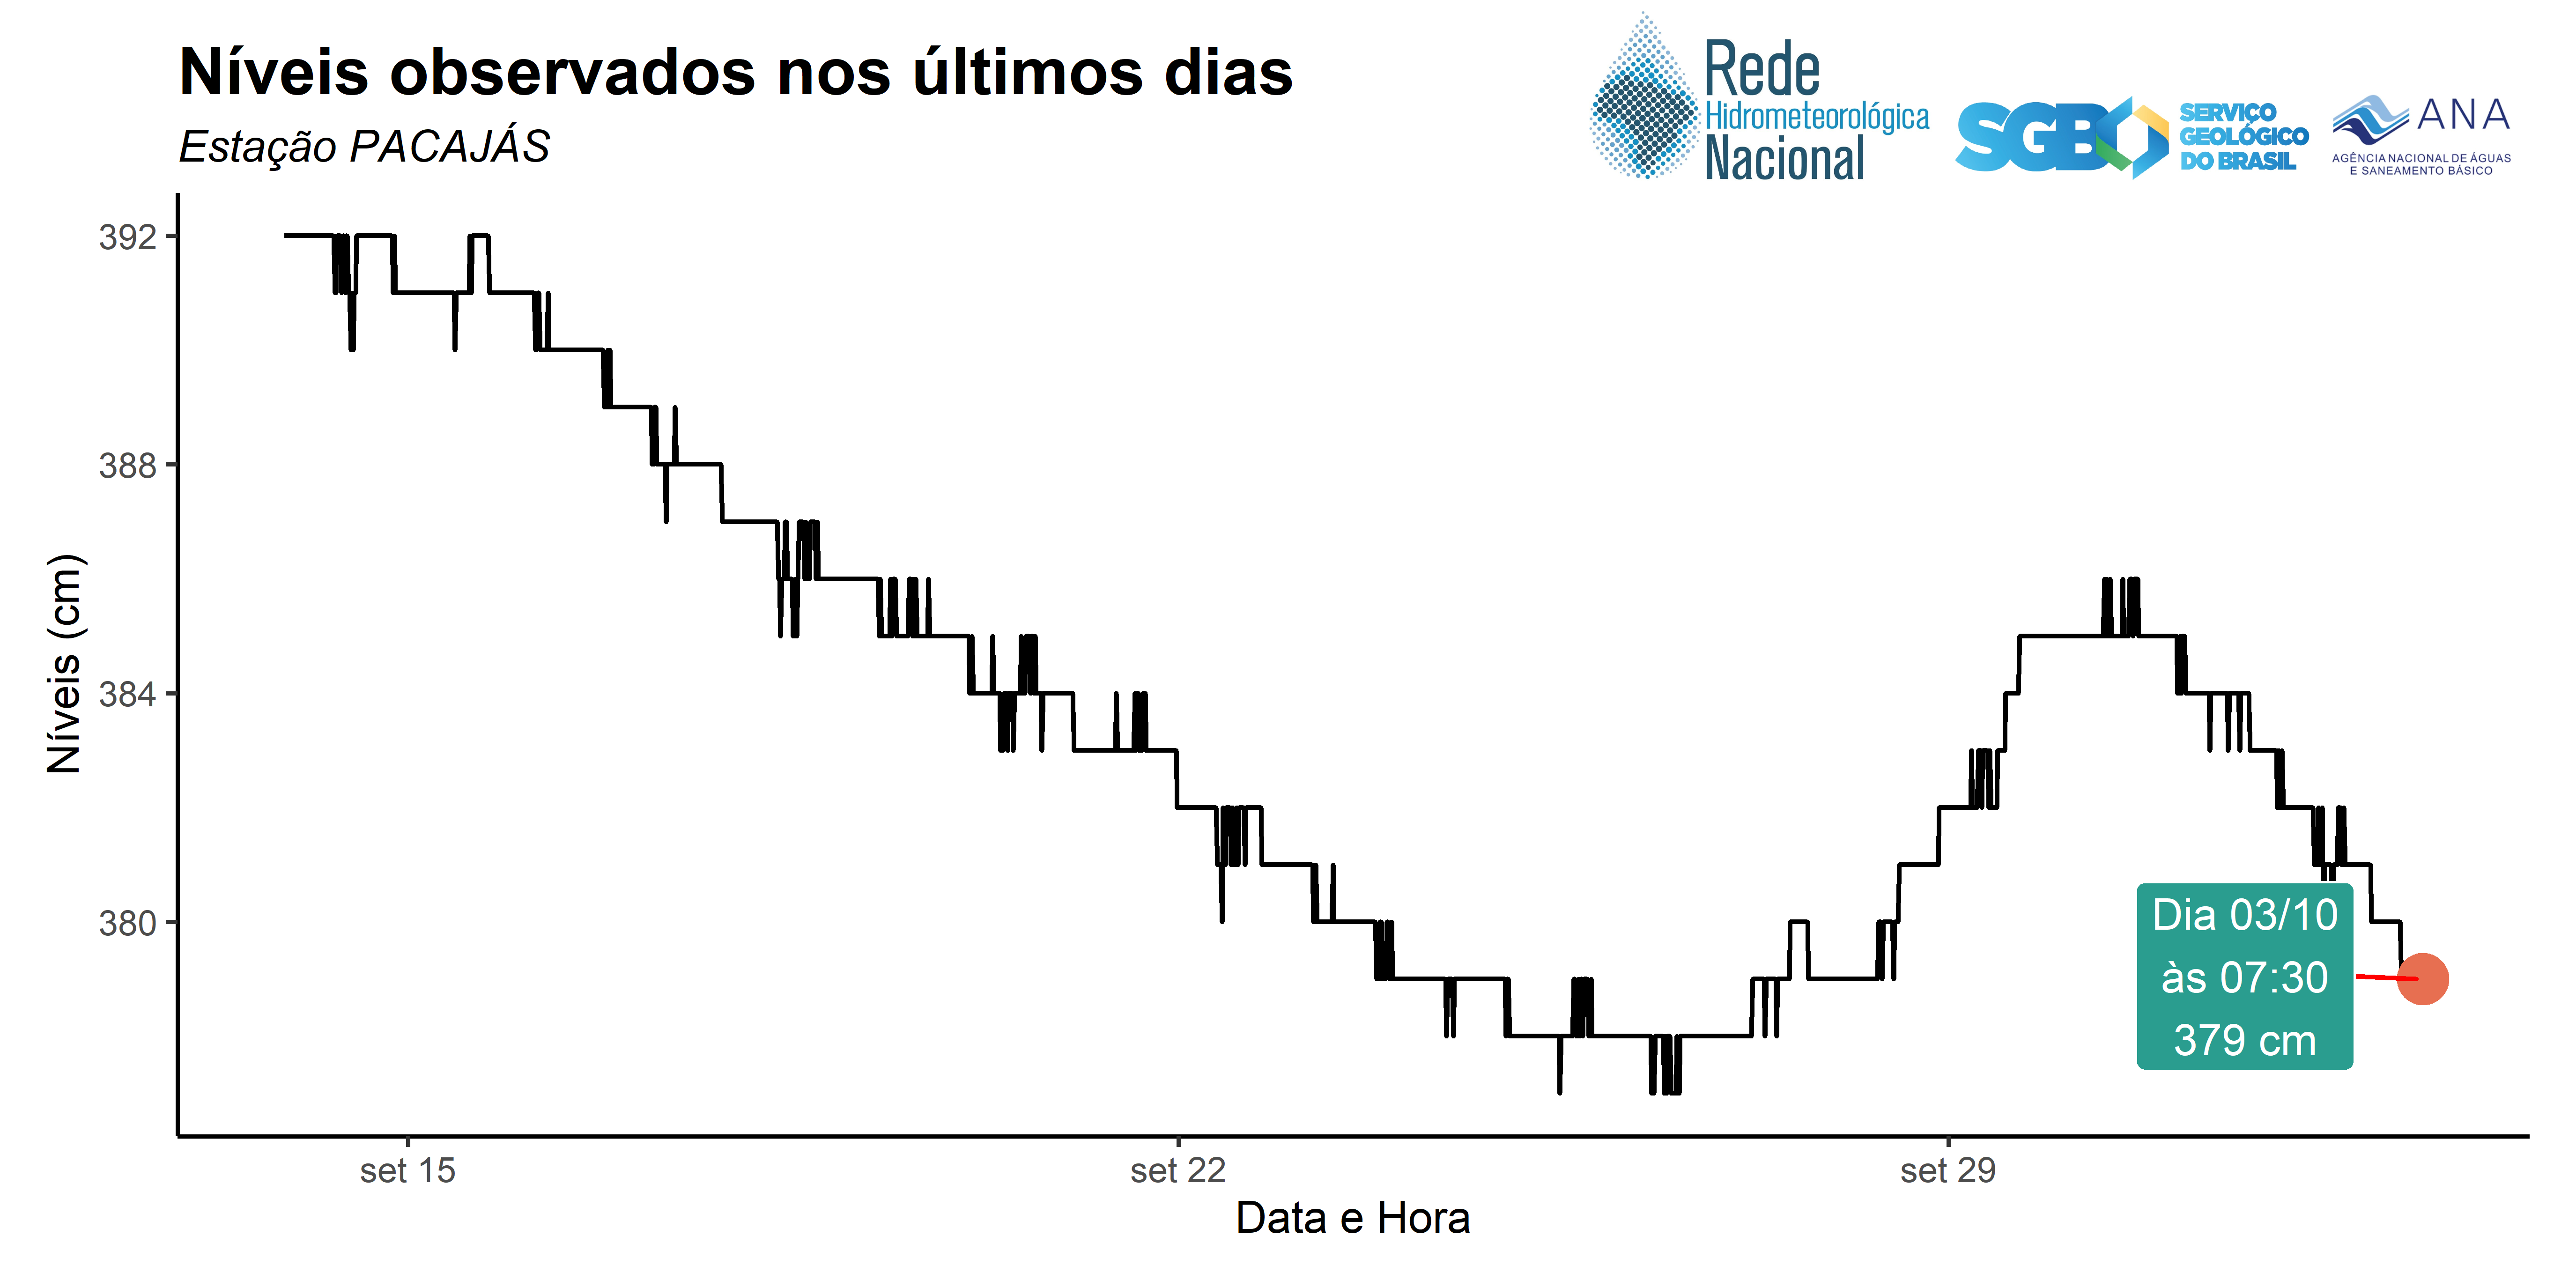 Níveis observados nos últimos dias
Estação PACAJÁS
Rede
Hidrometeorológica
Nacional
SGB
SERVIÇO
GEOLÓGICO
DO BRASIL
ANA
AGÊNCIA NACIONAL DE ÁGUAS
E SANEAMENTO BÁSICO
Níveis (cm)
392
388
384
380
Dia 03/10
às 07:30
379 cm
set 15
set 22
set 29
Data e Hora